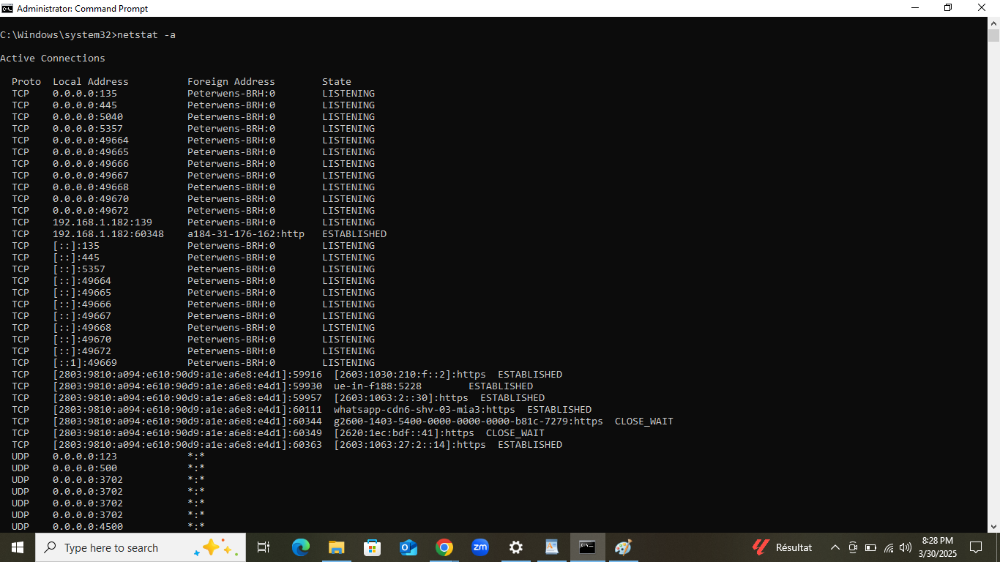 Administrator: Command Prompt
C:\Windows\system32>netstat -a
Active Connections
Proto  Local Address          Foreign Address        State
TCP    0.0.0.0:135            Peterwens-BRH:0        LISTENING
TCP    0.0.0.0:445            Peterwens-BRH:0        LISTENING
TCP    0.0.0.0:5040           Peterwens-BRH:0        LISTENING
TCP    0.0.0.0:5357           Peterwens-BRH:0        LISTENING
TCP    0.0.0.0:49664          Peterwens-BRH:0        LISTENING
TCP    0.0.0.0:49665          Peterwens-BRH:0        LISTENING
TCP    0.0.0.0:49666          Peterwens-BRH:0        LISTENING
TCP    0.0.0.0:49667          Peterwens-BRH:0        LISTENING
TCP    0.0.0.0:49668          Peterwens-BRH:0        LISTENING
TCP    0.0.0.0:49670          Peterwens-BRH:0        LISTENING
TCP    0.0.0.0:49672          Peterwens-BRH:0        LISTENING
TCP    192.168.1.182:139      Peterwens-BRH:0        LISTENING
TCP    192.168.1.182:60348    a184-31-176-162:http   ESTABLISHED
TCP    [::]:135               Peterwens-BRH:0        LISTENING
TCP    [::]:445               Peterwens-BRH:0        LISTENING
TCP    [::]:5357              Peterwens-BRH:0        LISTENING
TCP    [::]:49664             Peterwens-BRH:0        LISTENING
TCP    [::]:49665             Peterwens-BRH:0        LISTENING
TCP    [::]:49666             Peterwens-BRH:0        LISTENING
TCP    [::]:49667             Peterwens-BRH:0        LISTENING
TCP    [::]:49668             Peterwens-BRH:0        LISTENING
TCP    [::]:49670             Peterwens-BRH:0        LISTENING
TCP    [::]:49672             Peterwens-BRH:0        LISTENING
TCP    [::1]:49669            Peterwens-BRH:0        LISTENING
TCP    [2803:9810:a094:e610:90d9:a1e:a6e8:e4d1]:59916  [2603:1030:210:f::2]:https  ESTABLISHED
TCP    [2803:9810:a094:e610:90d9:a1e:a6e8:e4d1]:59930  ue-in-f188:5228        ESTABLISHED
TCP    [2803:9810:a094:e610:90d9:a1e:a6e8:e4d1]:59957  [2603:1063:2::30]:https  ESTABLISHED
TCP    [2803:9810:a094:e610:90d9:a1e:a6e8:e4d1]:60111  whatsapp-cdn6-shv-03-mia3:https  ESTABLISHED
TCP    [2803:9810:a094:e610:90d9:a1e:a6e8:e4d1]:60344  g2600-1403-5400-0000-0000-0000-b81c-7279:https  CLOSE_WAIT
TCP    [2803:9810:a094:e610:90d9:a1e:a6e8:e4d1]:60349  [2620:1ec:bdf::41]:https  CLOSE_WAIT
TCP    [2803:9810:a094:e610:90d9:a1e:a6e8:e4d1]:60363  [2603:1063:27:2::14]:https  ESTABLISHED
UDP    0.0.0.0:123            *:*
UDP    0.0.0.0:500            *:*
UDP    0.0.0.0:3702           *:*
UDP    0.0.0.0:3702           *:*
UDP    0.0.0.0:3702           *:*
UDP    0.0.0.0:3702           *:*
UDP    0.0.0.0:4500           *:*
Type here to search
zm
Résultat
8:28 PM
3/30/2025